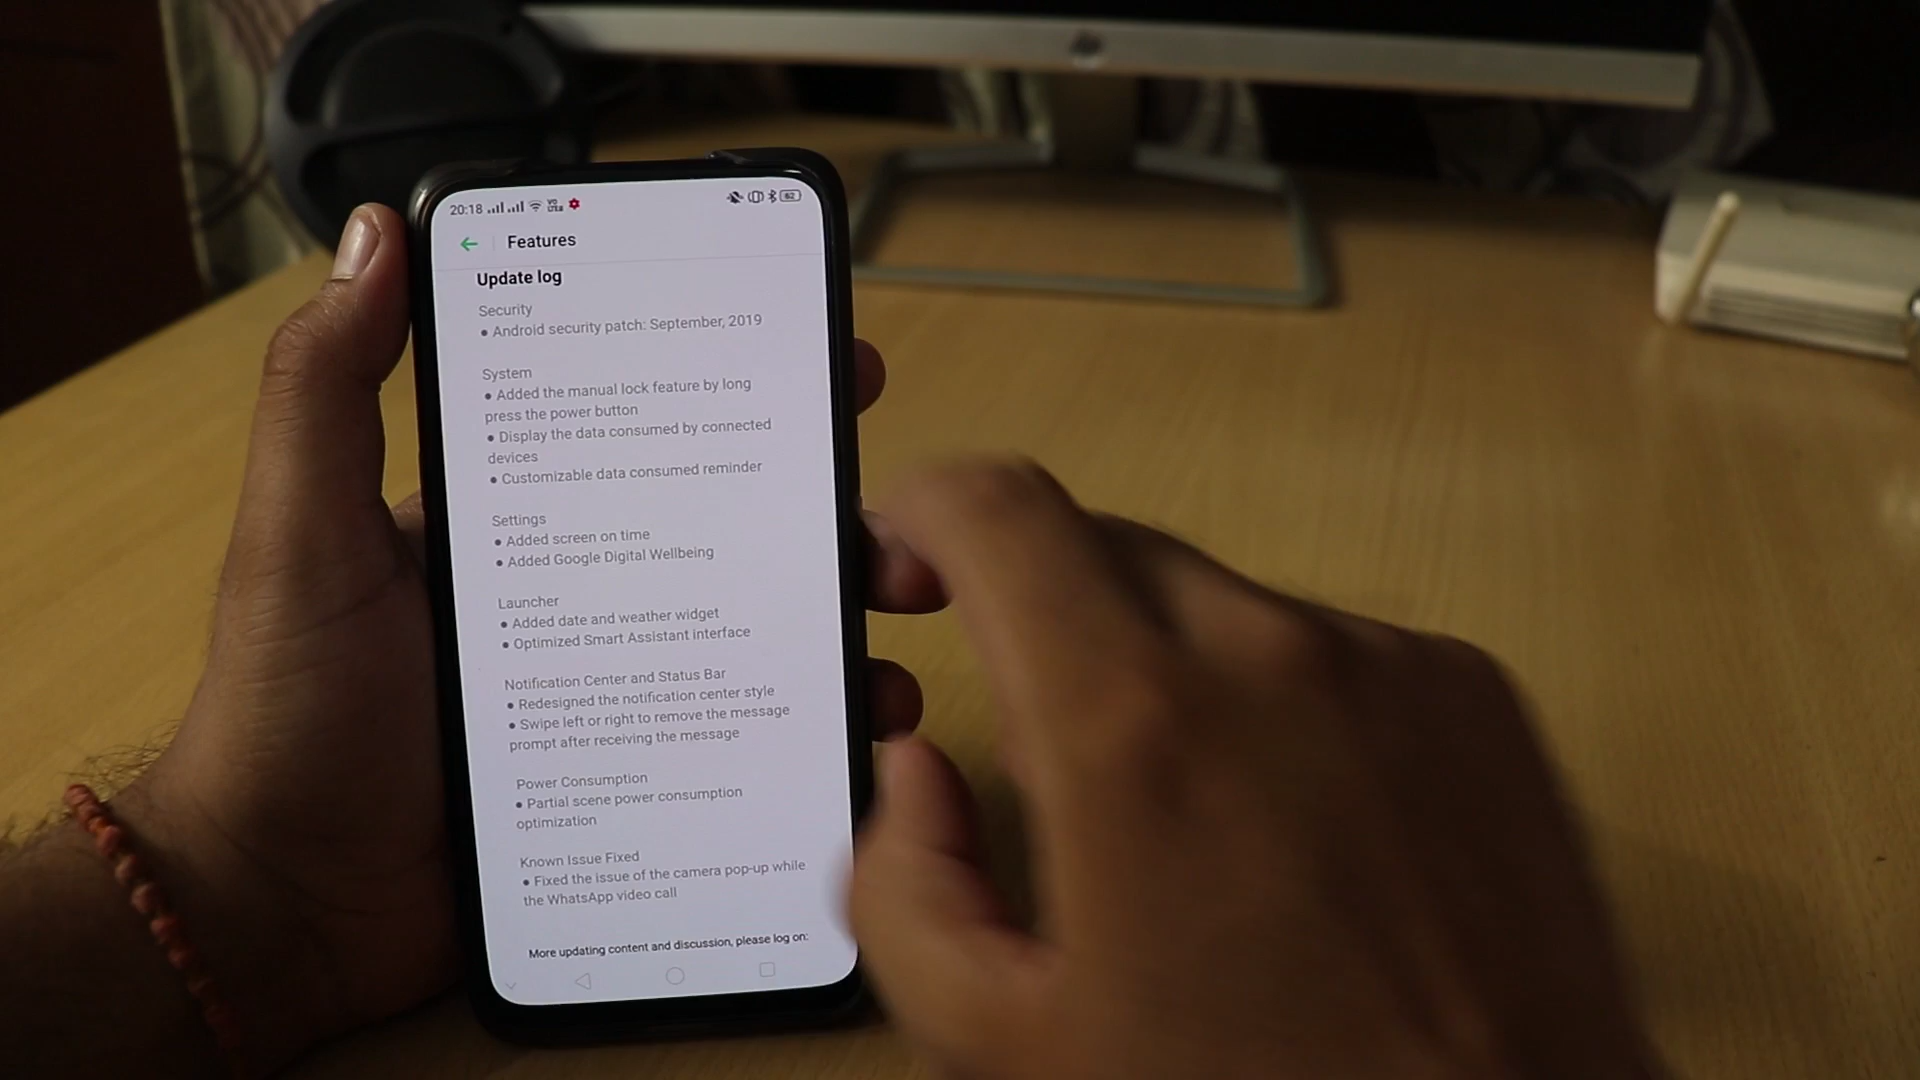 20:18 VO LTE 62
Features
Update log
Security
● Android security patch: September, 2019
System
● Added the manual lock feature by long
press the power button
● Display the data consumed by connected
devices
● Customizable data consumed reminder
Settings
● Added screen on time
● Added Google Digital Wellbeing
Launcher
● Added date and weather widget
● Optimized Smart Assistant interface
Notification Center and Status Bar
● Redesigned the notification center style
● Swipe left or right to remove the message
prompt after receiving the message
Power Consumption
● Partial scene power consumption
optimization
Known Issue Fixed
● Fixed the issue of the camera pop-up while
the WhatsApp video call
More updating content and discussion, please log on:
hp